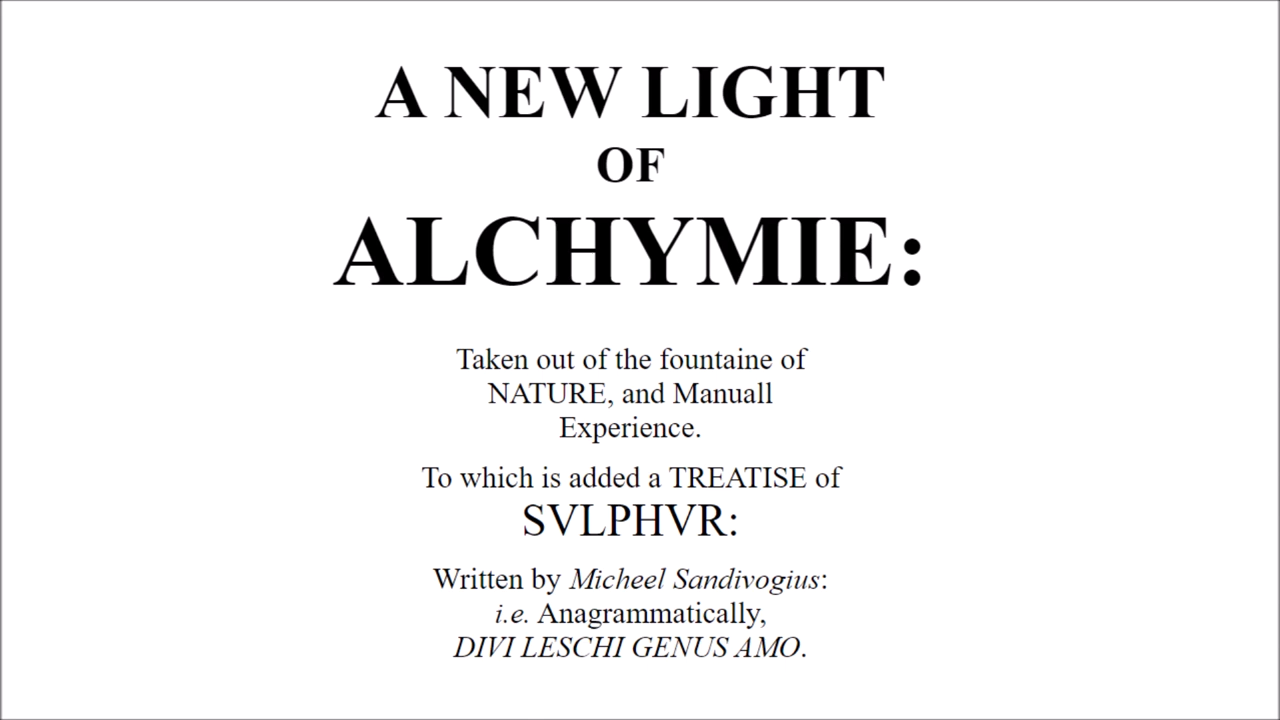 A NEW LIGHT
OF
ALCHYMIE:
Taken out of the fountaine of
NATURE, and Manuall
Experience.
To which is added a TREATISE of
SVLPHVR:
Written by Micheel Sandivogius:
i.e. Anagrammatically,
DIVI LESCHI GENUS AMO.